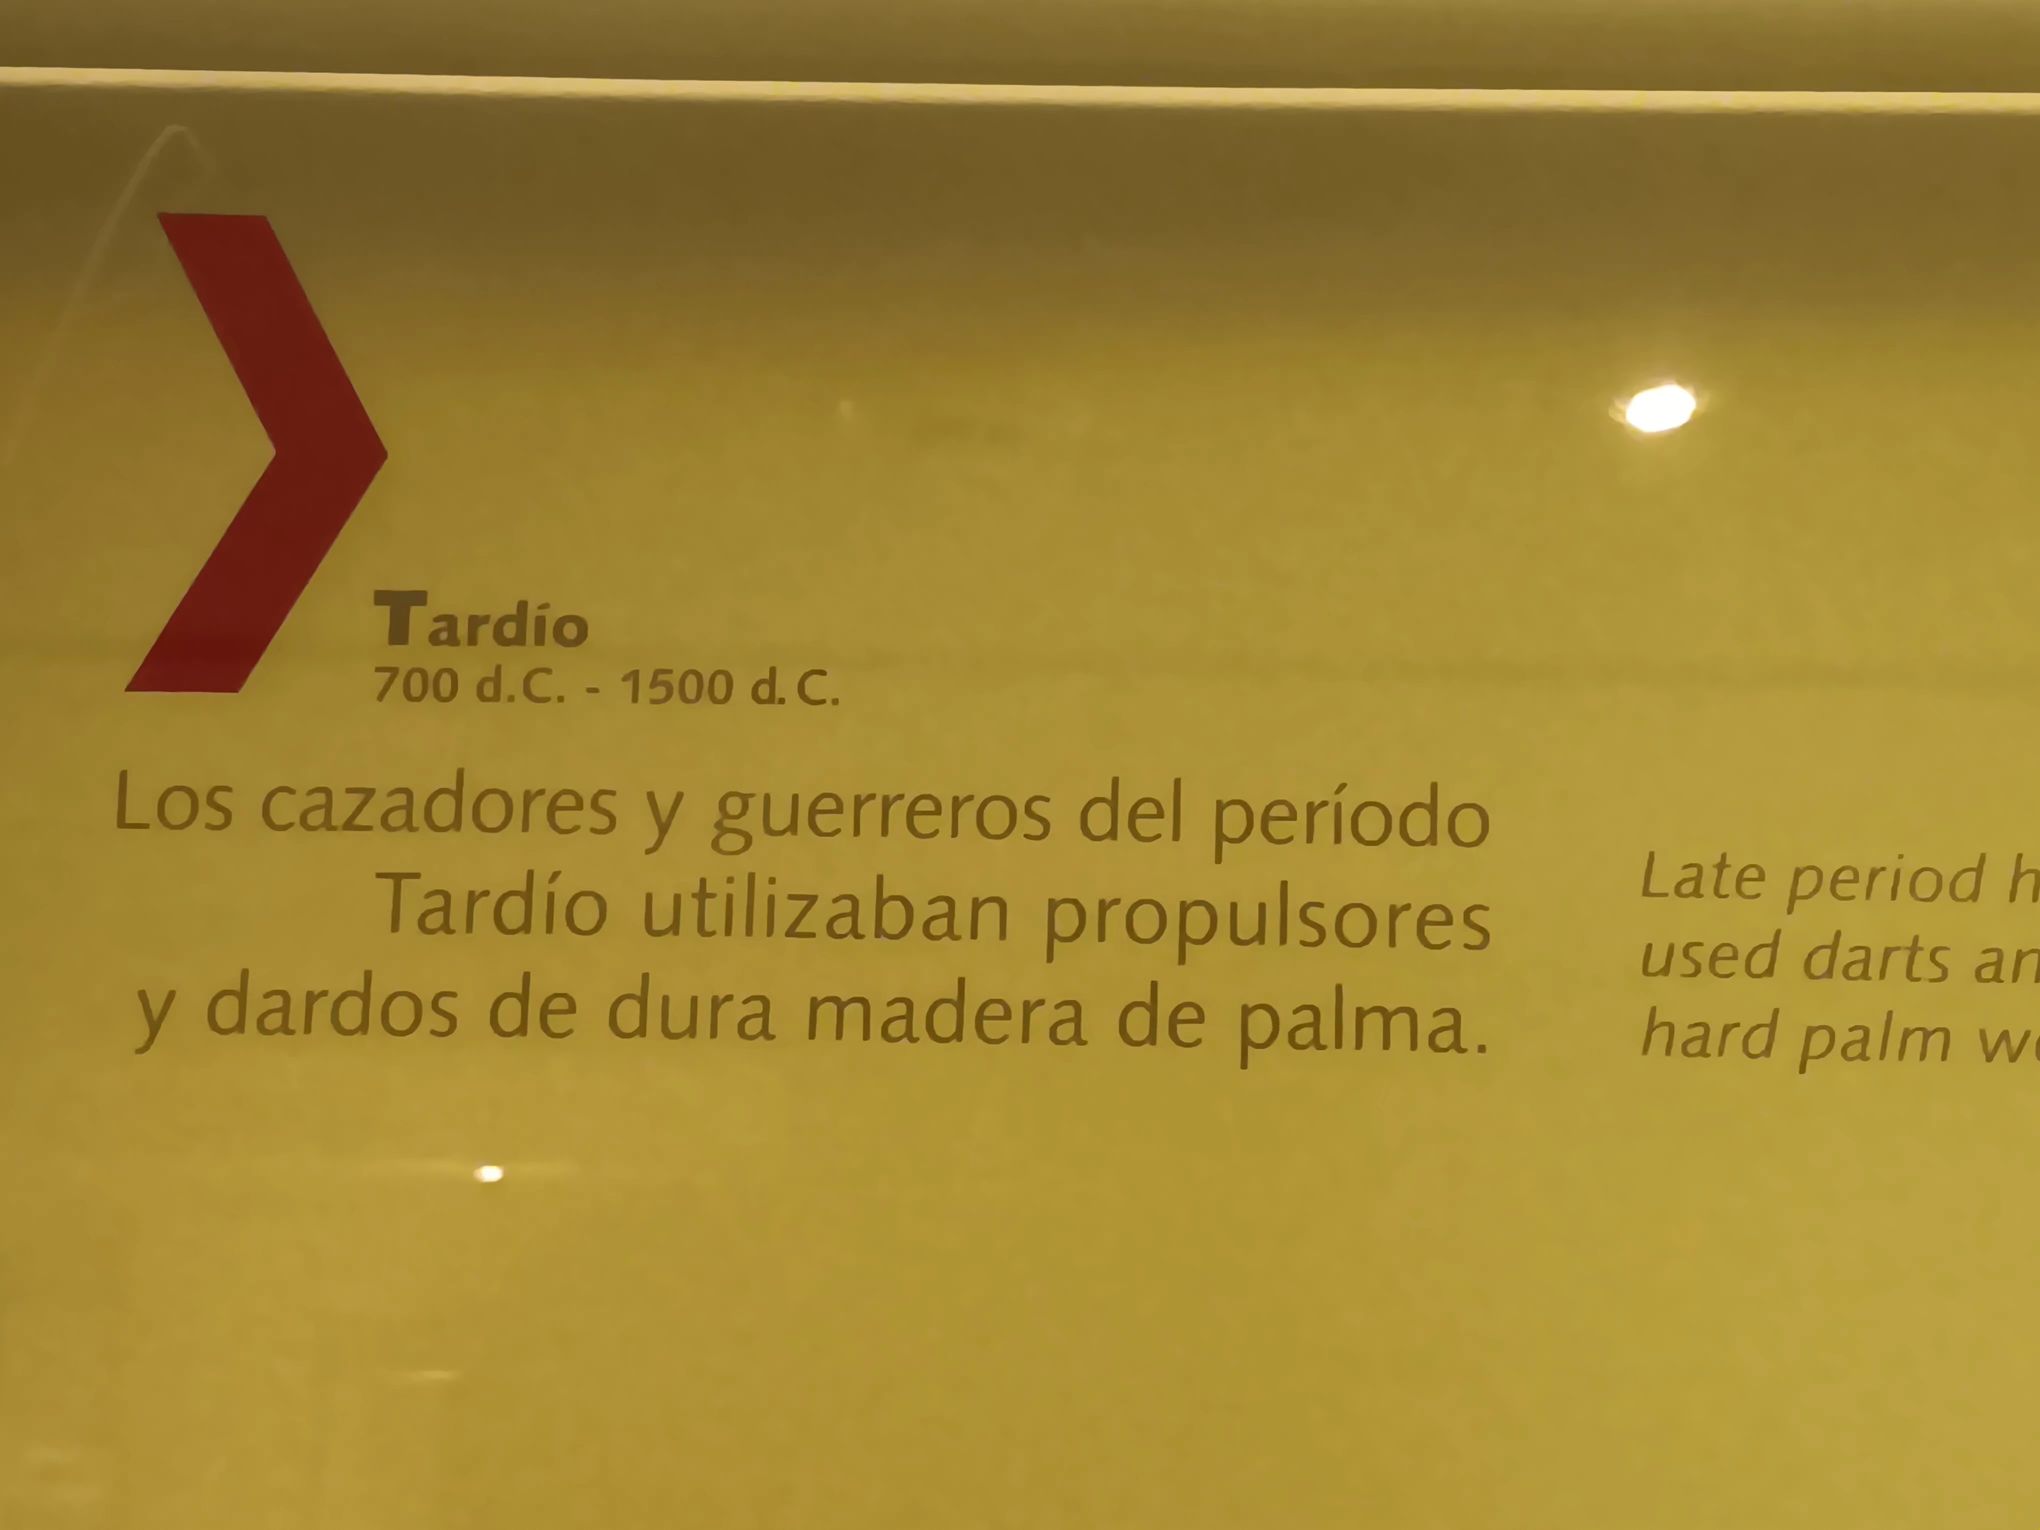 Tardío
700 d.C. - 1500 d.C.
Los cazadores y guerreros del período
Tardío utilizaban propulsores
y dardos de dura madera de palma.
Late period
used darts
hard palm